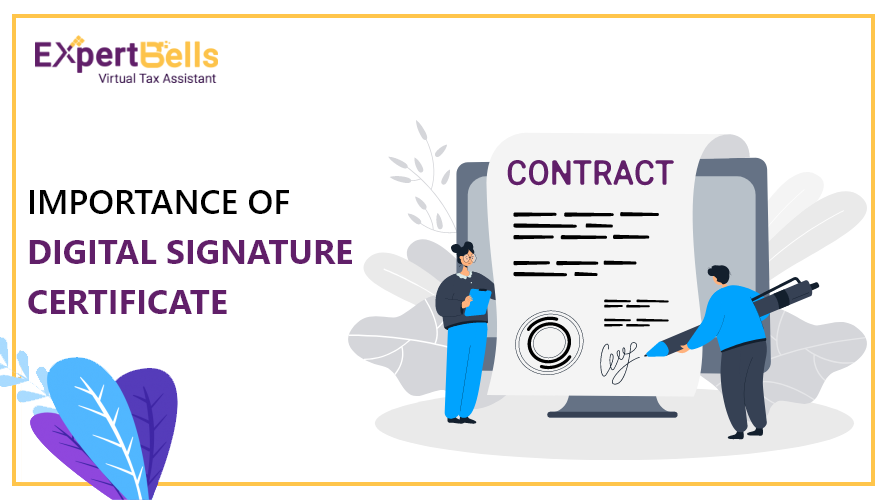 EXpertBells
Virtual Tax Assistant
IMPORTANCE OF
DIGITAL SIGNATURE
CERTIFICATE
CONTRACT